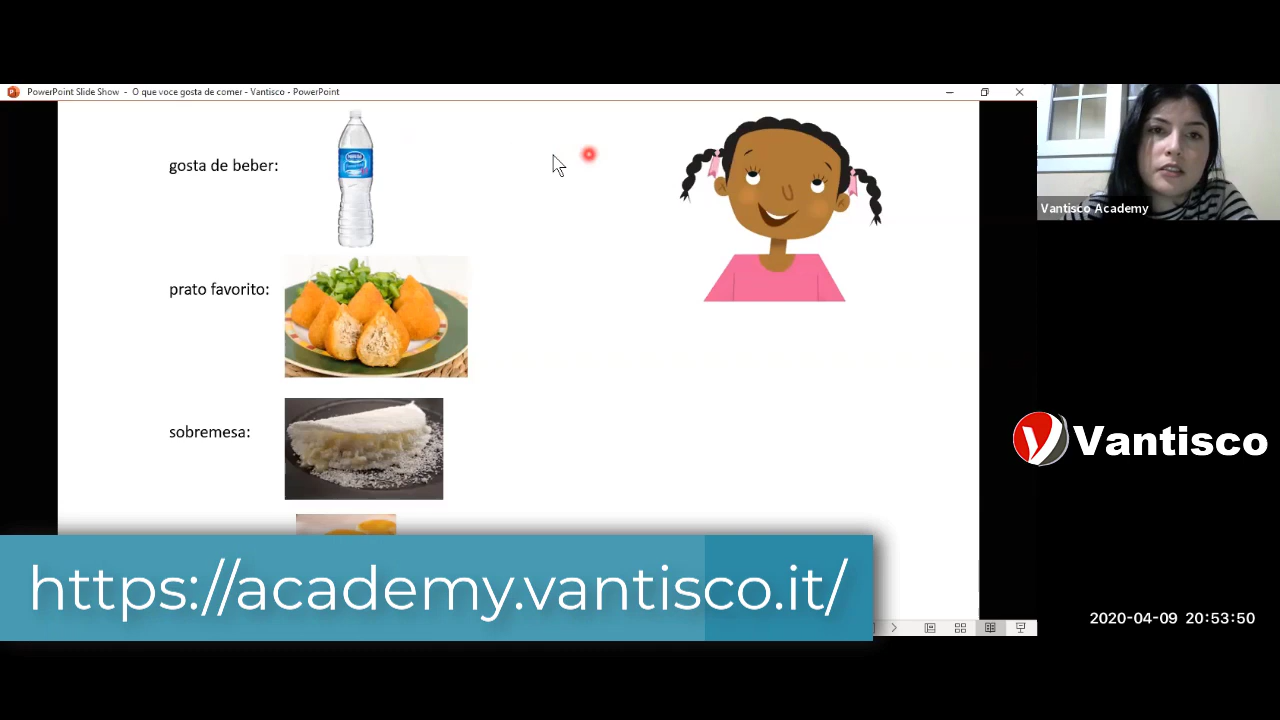 PowerPoint Slide Show - O que voce gosta de comer - Vantisco - PowerPoint
gosta de beber:
Vantisco Academy
prato favorito:
sobremesa:
Vantisco
https://academy.vantisco.it/
2020-04-09 20:53:50